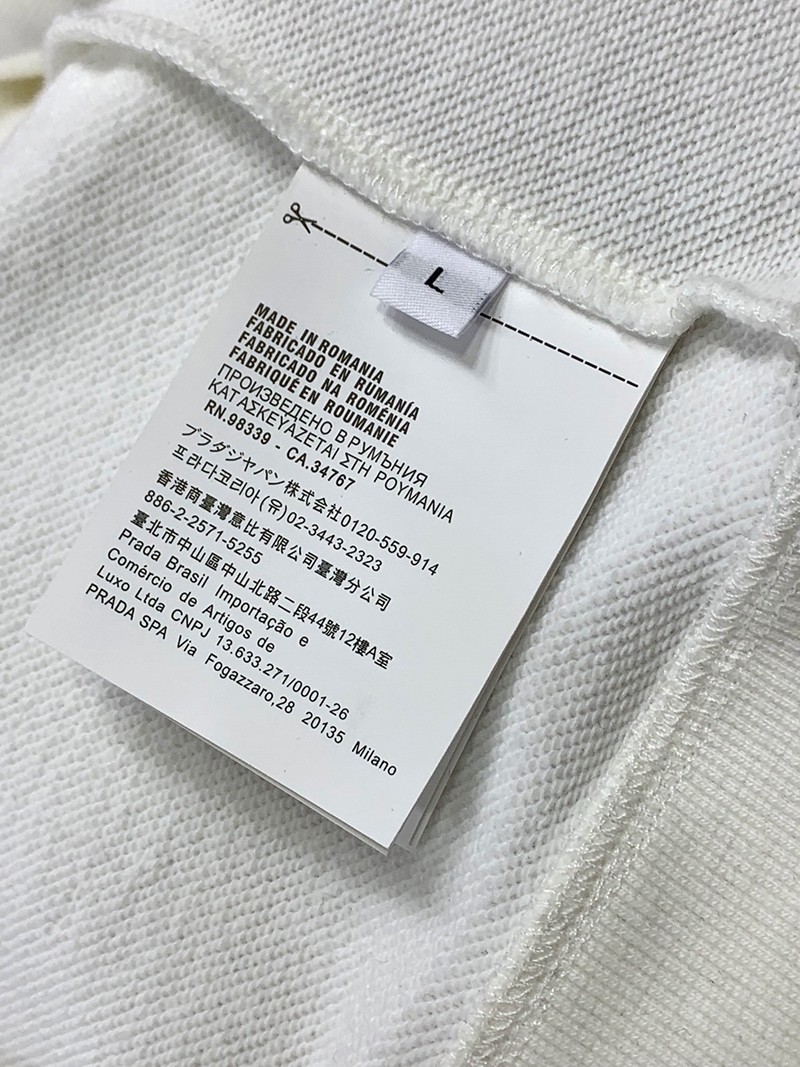 L
MADE IN ROMANIA
FABRICADO EN RUMANÍA
FABRICADO NA ROMÉNIA
FABRIQUÉ EN ROUMANIE
ПРОИЗВЕДЕНО В РУМЪНИЯ
ΚΑΤΑΣΚΕΥΑΖΕΤΑΙ ΣΤΗ ΡΟΥΜΑΝΙΑ
RN.98339 - CA.34767
プラダジャパン株式会社0120-559-914
프라다코리아(유)02-3443-2323
香港商臺灣意比有限公司臺灣分公司
886-2-2571-5255
臺北市中山區中山北路二段44號12樓A室
Prada Brasil Importação e
Comércio de Artigos de
Luxo Ltda CNPJ 13.633.271/0001-26
PRADA SPA Via Fogazzaro,28 20135 Milano